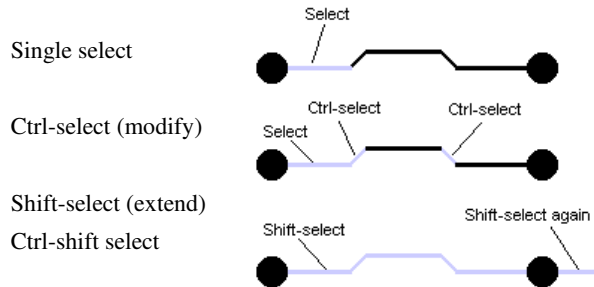 Select
Single select
Ctrl-select
Ctrl-select
Ctrl-select (modify)
Select
Shift-select (extend)
Shift-select again
Shift-select
Ctrl-shift select